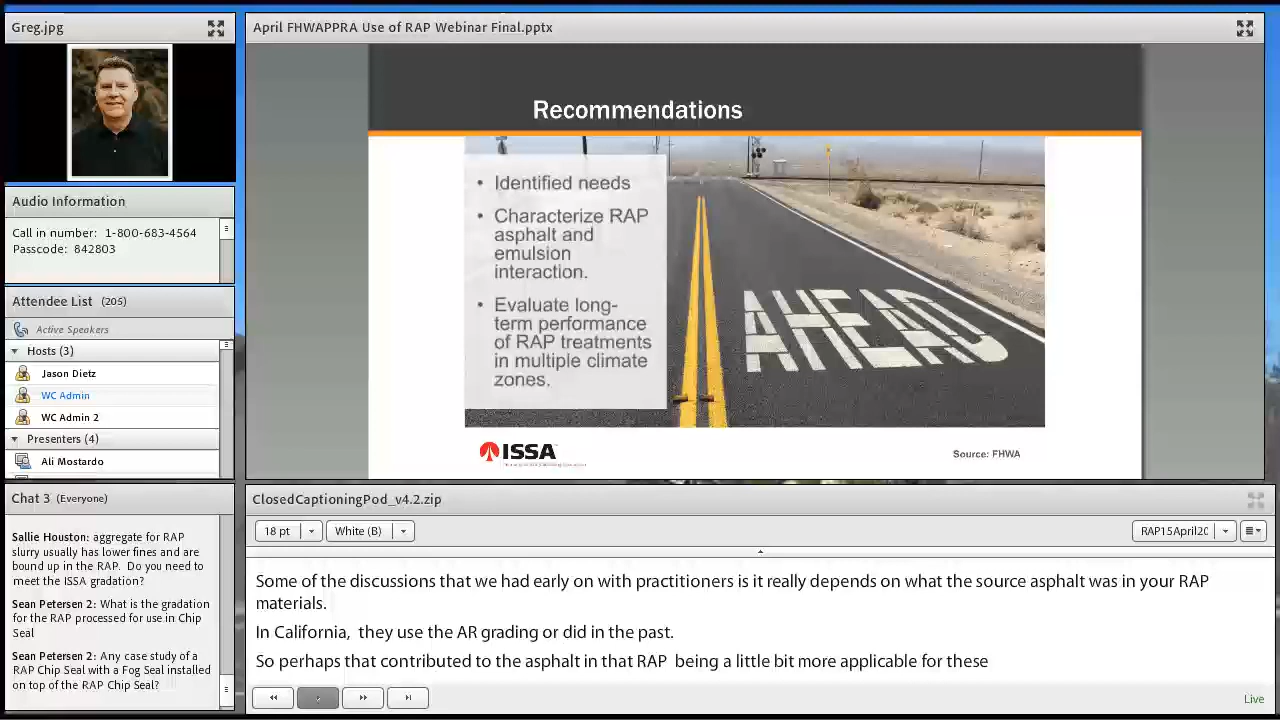 Greg.jpg
Audio Information
Call in number: 1-800-683-4564
Passcode: 842803
Attendee List (205)
Active Speakers
Hosts (3)
Jason Dietz
WC Admin
WC Admin 2
Presenters (4)
Ali Mostardo
Chat 3 (Everyone)
Sallie Houston: aggregate for RAP
slurry usually has lower fines and are
bound up in the RAP. Do you need to
meet the ISSA gradation?
Sean Petersen 2: What is the gradation
for the RAP processed for use in Chip
Seal
Sean Petersen 2: Any case study of a
RAP Chip Seal with a Fog Seal installed
on top of the RAP Chip Seal?
April FHWAPPRA Use of RAP Webinar Final.pptx
Recommendations
• Identified needs
• Characterize RAP
asphalt and
emulsion
interaction.
• Evaluate long-
term performance
of RAP treatments
in multiple climate
zones.
AHEAD
ISSA
Source: FHWA
ClosedCaptioningPod_v4.2.zip
18 pt
White (B)
RAP15April20
Some of the discussions that we had early on with practitioners is it really depends on what the source asphalt was in your RAP
materials.
In California, they use the AR grading or did in the past.
So perhaps that contributed to the asphalt in that RAP being a little bit more applicable for these
Live